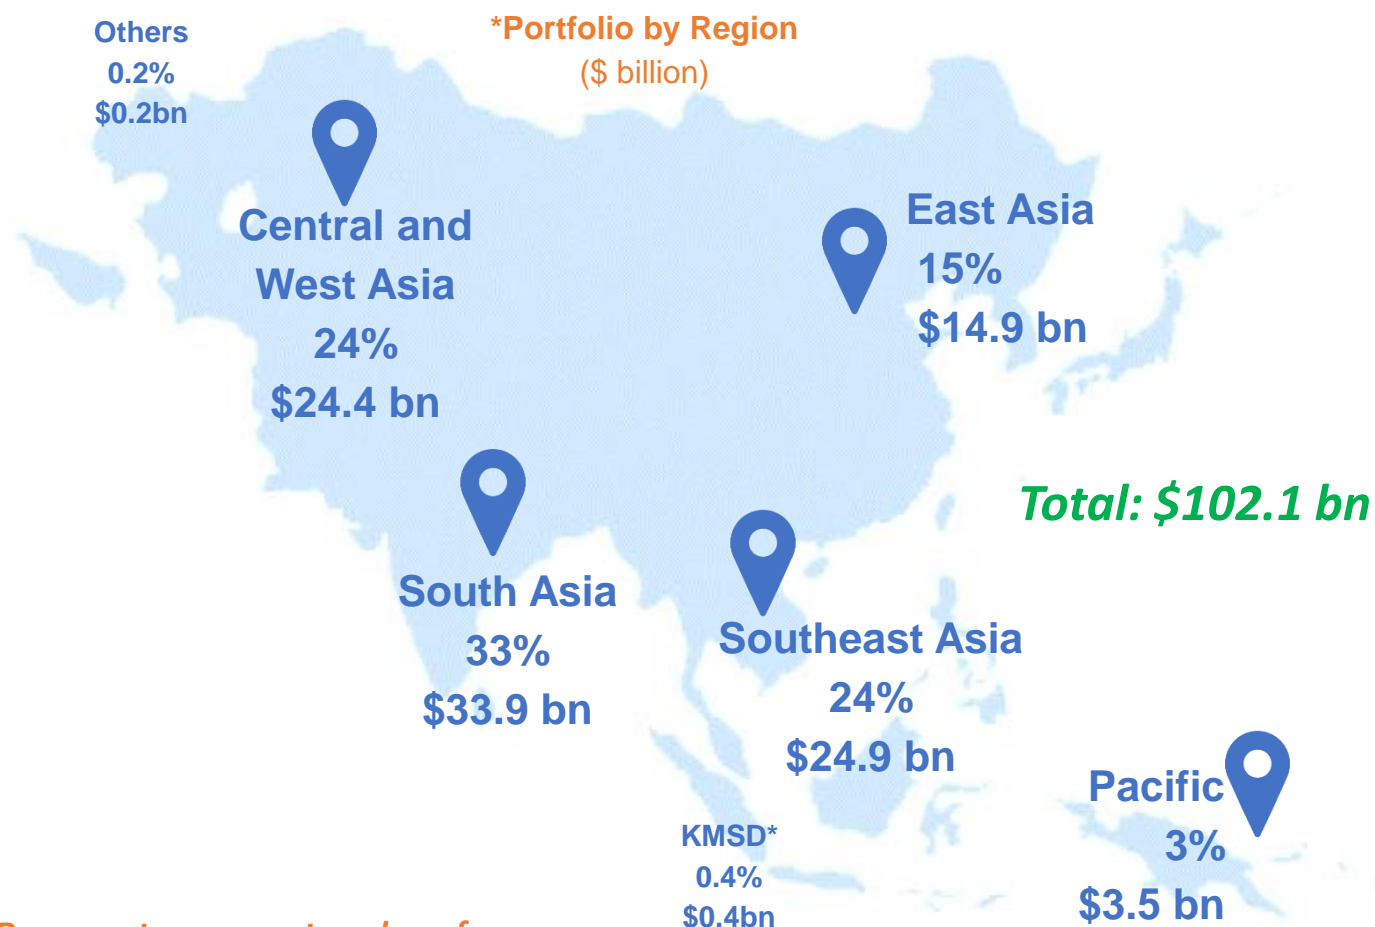 Others
0.2%
$0.2bn
*Portfolio by Region
($ billion)
Central and
West Asia
24%
$24.4 bn
East Asia
15%
$14.9 bn
Total: $102.1 bn
South Asia
33%
$33.9 bn
Southeast Asia
24%
$24.9 bn
KMSD*
0.4%
$0.4bn
Pacific
3%
$3.5 bn